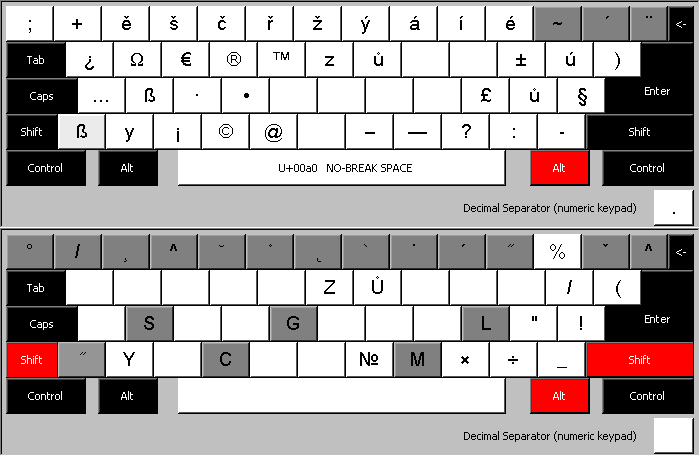 ; + ě š č ř ž ý á í é ~ ´ ¨ <-
Tab ¿ Ω € ® ™ z ů ± ú )
Enter
Caps … ß · • £ ů §
Shift ß y ¡ © @ – — ? : - Shift
Control Alt U+00a0 NO-BREAK SPACE Alt Control
Decimal Separator (numeric keypad) .
° / ¸ ^ ˘ ° ˛ ` ˙ ´ ˝ % ˇ ^ <-
Tab Z Ů / (
Enter
Caps S G L " !
Shift ˝ Y C № M × ÷ _ Shift
Control Alt Alt Control
Decimal Separator (numeric keypad)